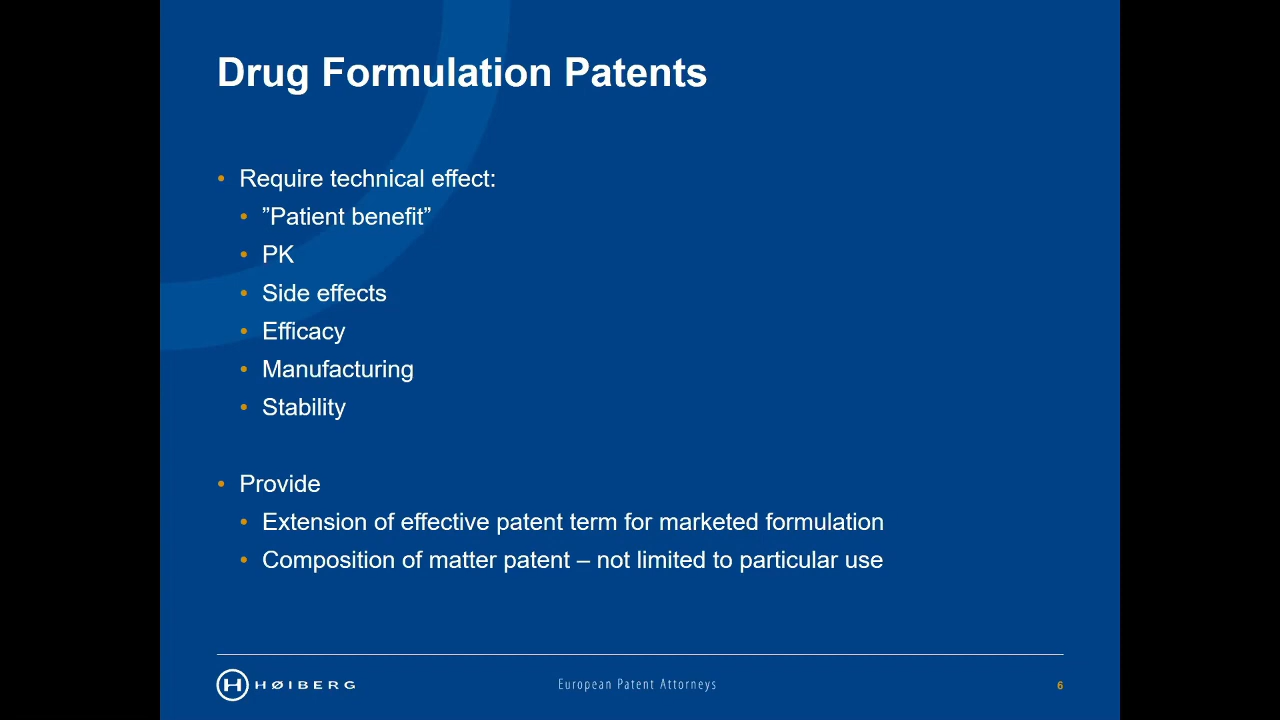 Drug Formulation Patents
• Require technical effect:
• ”Patient benefit”
• PK
• Side effects
• Efficacy
• Manufacturing
• Stability
• Provide
• Extension of effective patent term for marketed formulation
• Composition of matter patent – not limited to particular use
H HØIBERG
European Patent Attorneys
6